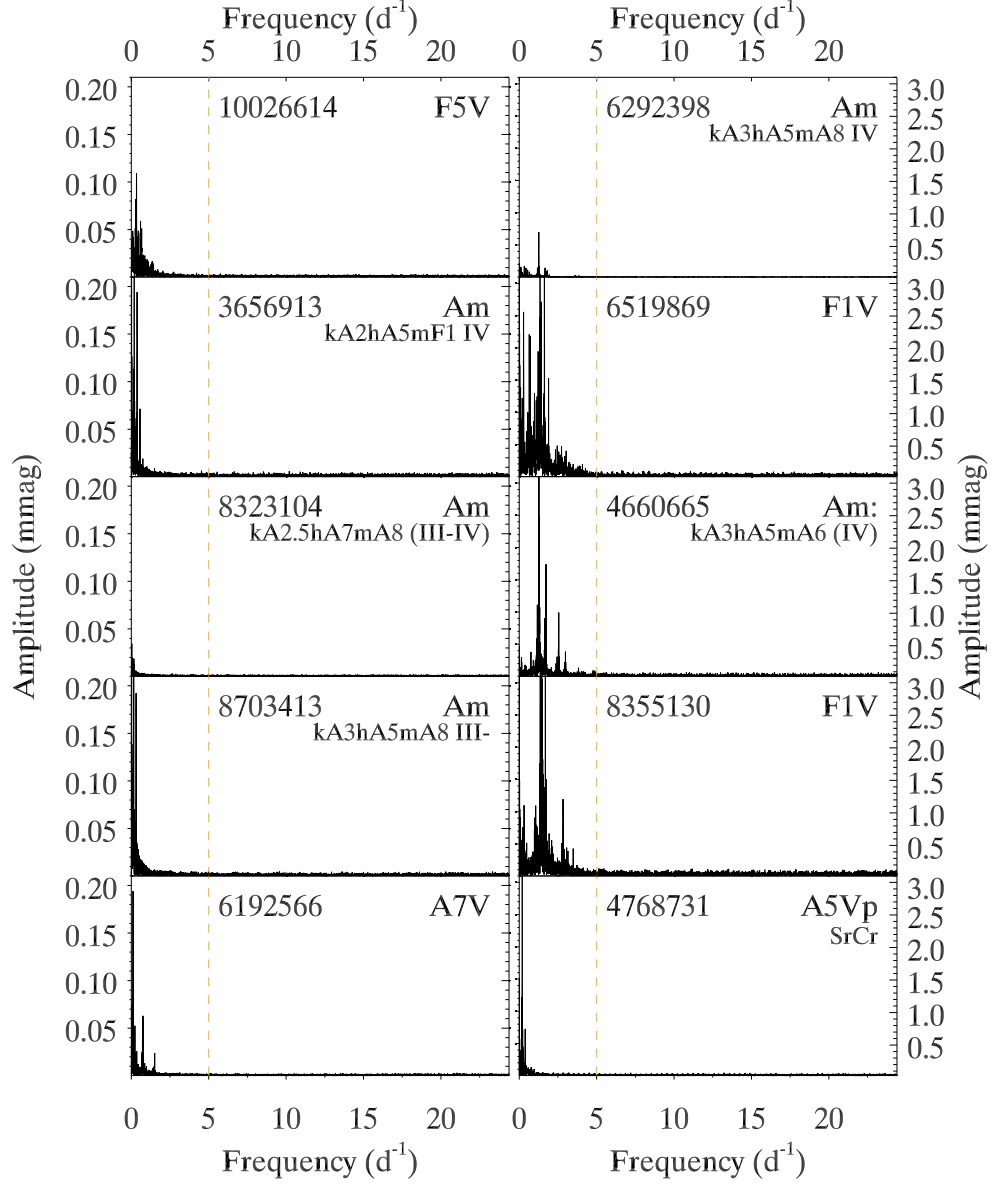 Frequency (d⁻¹) Frequency (d⁻¹)
0 5 10 15 20 0 5 10 15 20
0.20 10026614 F5V 6292398 Am 3.0
kA3hA5mA8 IV 2.5
0.15 2.0
0.10 1.5
1.0
0.05 0.5
0.20 3656913 Am 6519869 F1V 3.0
kA2hA5mF1 IV 2.5
0.15 2.0
0.10 1.5
1.0
0.05 0.5
Amplitude (mmag) Amplitude (mmag)
0.20 8323104 Am 4660665 Am: 3.0
kA2.5hA7mA8 (III-IV) kA3hA5mA6 (IV) 2.5
0.15 2.0
0.10 1.5
1.0
0.05 0.5
0.20 8703413 Am 8355130 F1V 3.0
kA3hA5mA8 III- 2.5
0.15 2.0
0.10 1.5
1.0
0.05 0.5
0.20 6192566 A7V 4768731 A5Vp 3.0
SrCr 2.5
0.15 2.0
0.10 1.5
1.0
0.05 0.5
0 5 10 15 20 0 5 10 15 20
Frequency (d⁻¹) Frequency (d⁻¹)